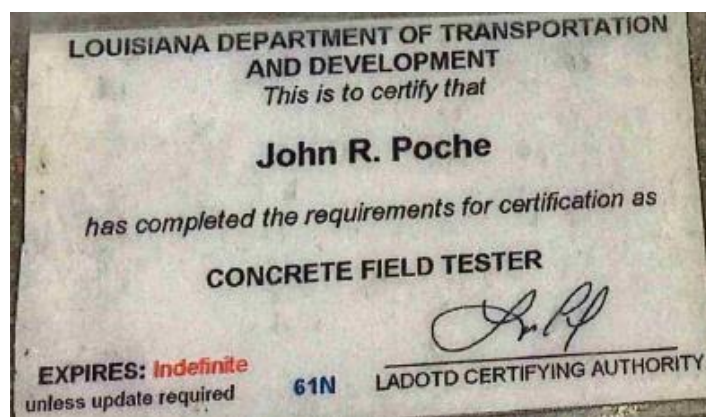 LOUISIANA DEPARTMENT OF TRANSPORTATION
AND DEVELOPMENT
This is to certify that
John R. Poche
has completed the requirements for certification as
CONCRETE FIELD TESTER
EXPIRES: Indefinite
unless update required
61N
LADOTD CERTIFYING AUTHORITY